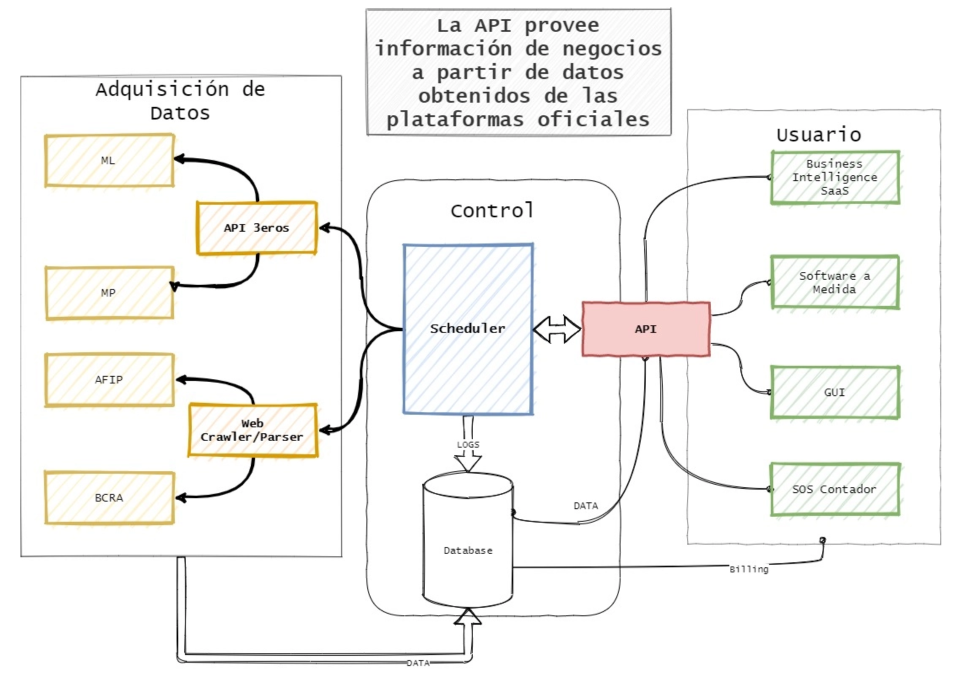 La API provee
información de negocios
a partir de datos
obtenidos de las
plataformas oficiales
Adquisición de
Datos
ML
API 3eros
MP
AFIP
Web
Crawler/Parser
BCRA
Control
Scheduler
LOGS
Database
DATA
DATA
API
Usuario
Business
Intelligence
SaaS
Software a
Medida
GUI
SOS Contador
Billing